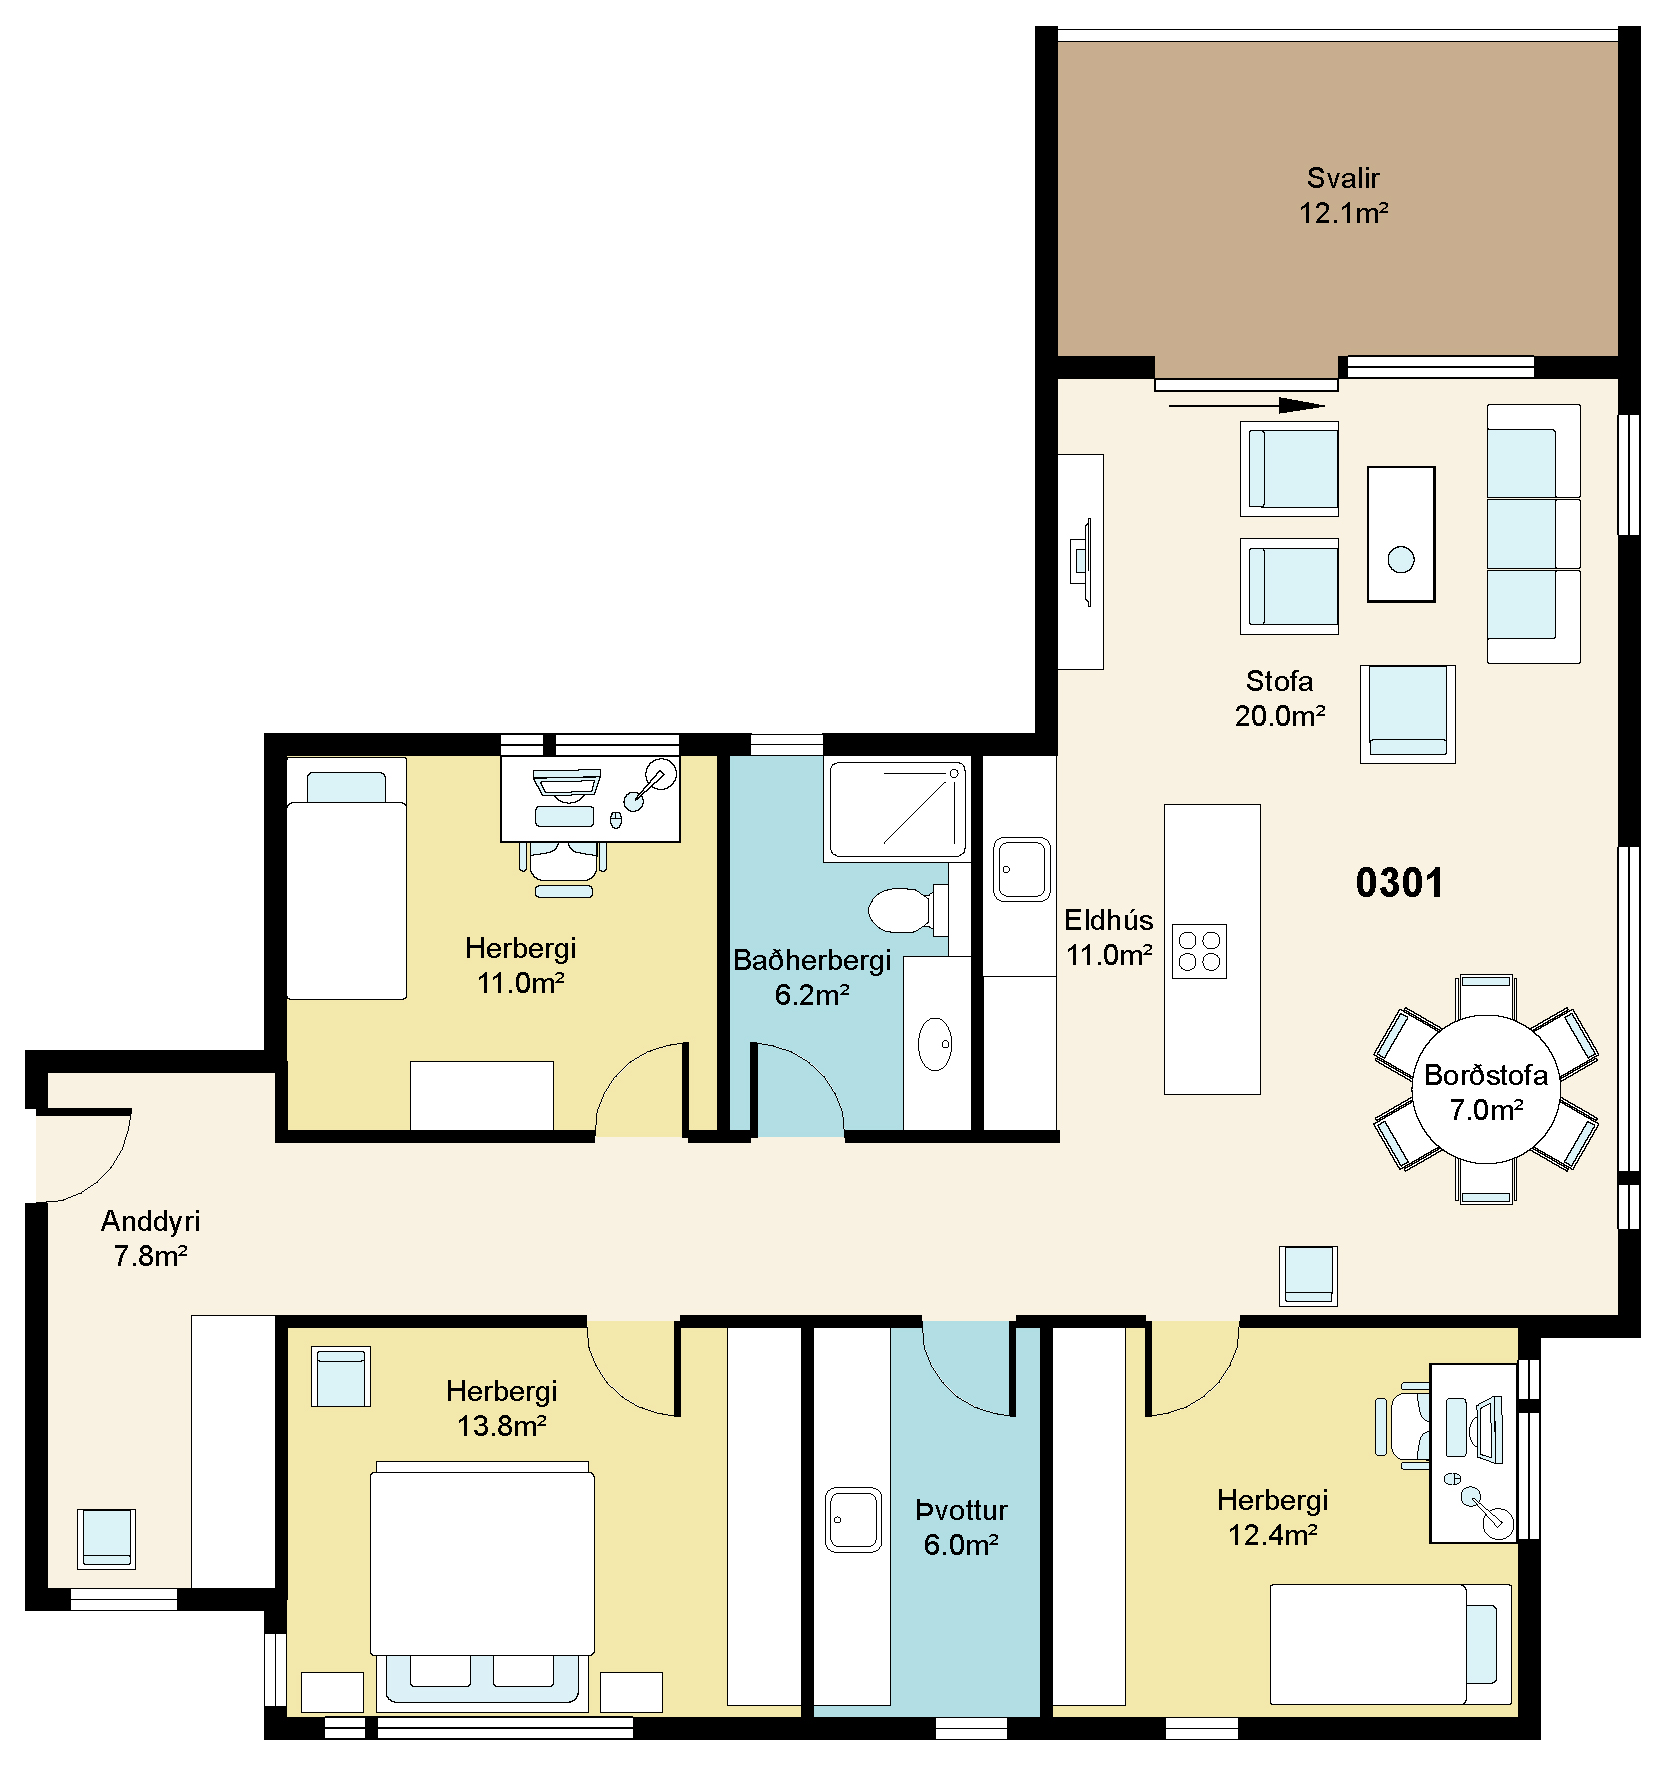 Svalir
12.1m²
Stofa
20.0m²
0301
Eldhús
11.0m²
Herbergi
11.0m²
Baðherbergi
6.2m²
Borðstofa
7.0m²
Anddyri
7.8m²
Herbergi
13.8m²
Þvottur
6.0m²
Herbergi
12.4m²